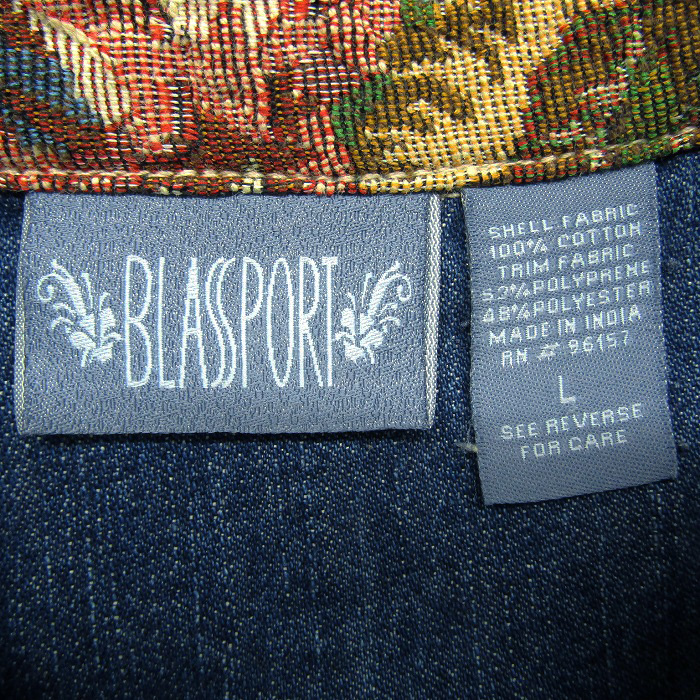 BLASSPORT
SHELL FABRIC
100% COTTON
TRIM FABRIC
52% POLYPRENE
48% POLYESTER
MADE IN INDIA
RN # 96157
L
SEE REVERSE
FOR CARE